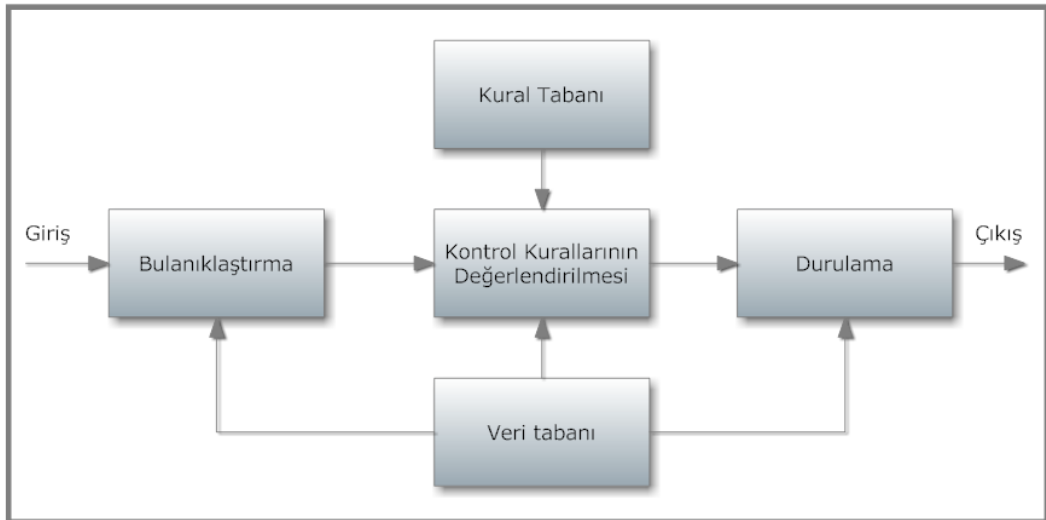 Kural Tabanı
Giriş
Bulanıklaştırma
Kontrol Kurallarının
Değerlendirilmesi
Durulama
Çıkış
Veri tabanı